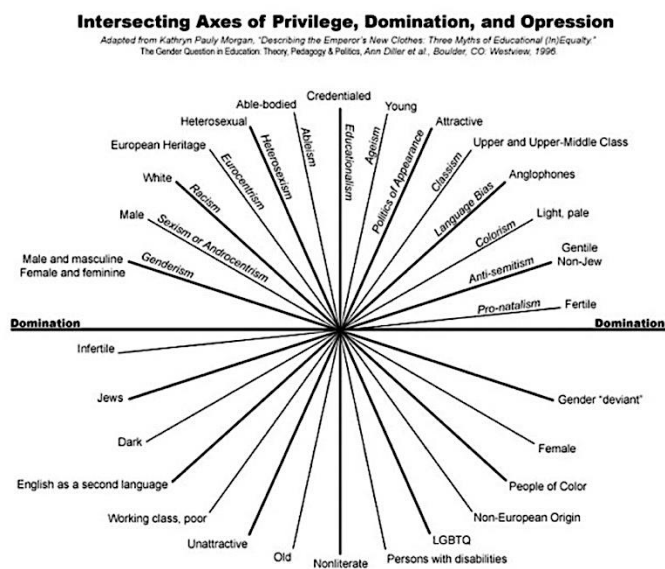 Intersecting Axes of Privilege, Domination, and Opression
Adapted from Kathryn Pauly Morgan, "Describing the Emperor's New Clothes: Three Myths of Educational (In)Equality."
The Gender Question in Education: Theory, Pedagogy & Politics, Ann Diller et al., Boulder, CO: Westview, 1996.
Credentialed
Able-bodied
Young
Heterosexual
Attractive
European Heritage
Upper and Upper-Middle Class
White
Anglophones
Male
Light, pale
Male and masculine
Female and feminine
Gentile
Non-Jew
Fertile
Genderism
Sexism or Androcentrism
Racism
Eurocentrism
Heterosexism
Ableism
Educationalism
Ageism
Politics of Appearance
Classism
Language Bias
Colorism
Anti-semitism
Pro-natalism
Domination
Domination
Infertile
Jews
Dark
English as a second language
Working class, poor
Unattractive
Old
Nonliterate
Persons with disabilities
LGBTQ
Non-European Origin
People of Color
Female
Gender "deviant"